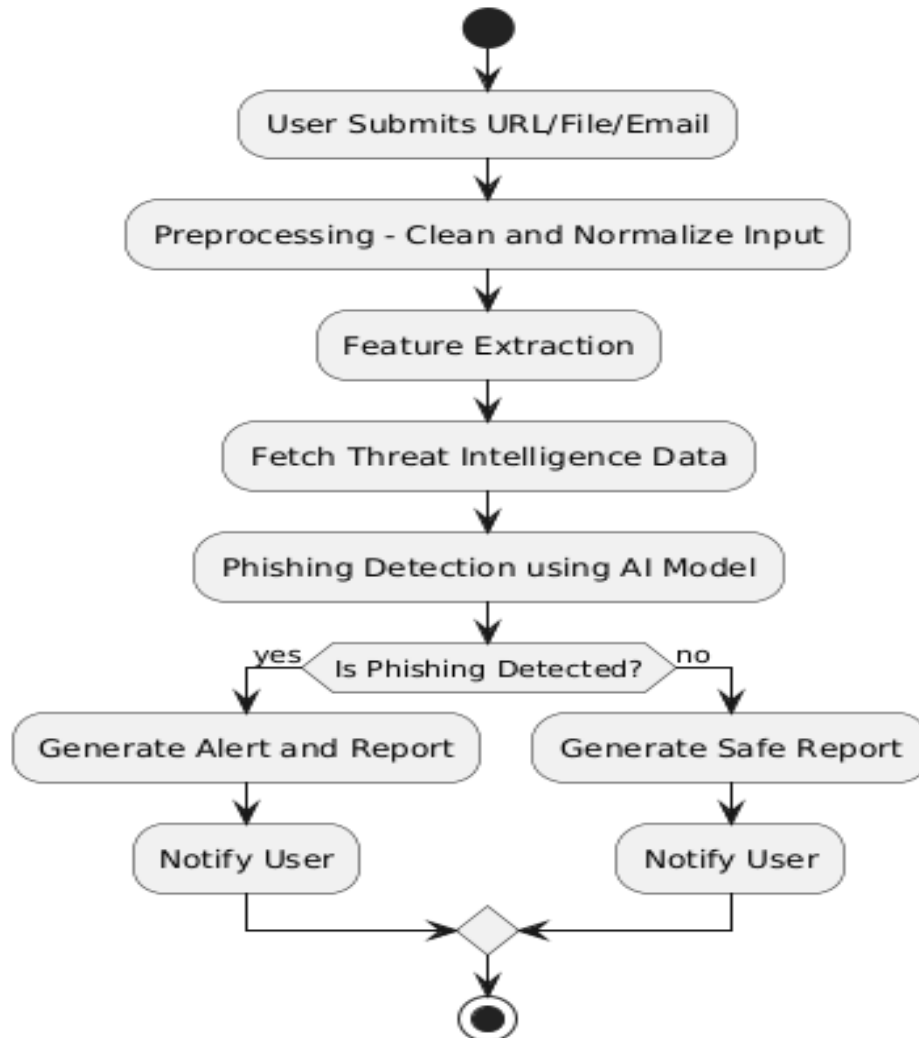 User Submits URL/File/Email
Preprocessing - Clean and Normalize Input
Feature Extraction
Fetch Threat Intelligence Data
Phishing Detection using AI Model
yes
Is Phishing Detected?
no
Generate Alert and Report
Generate Safe Report
Notify User
Notify User